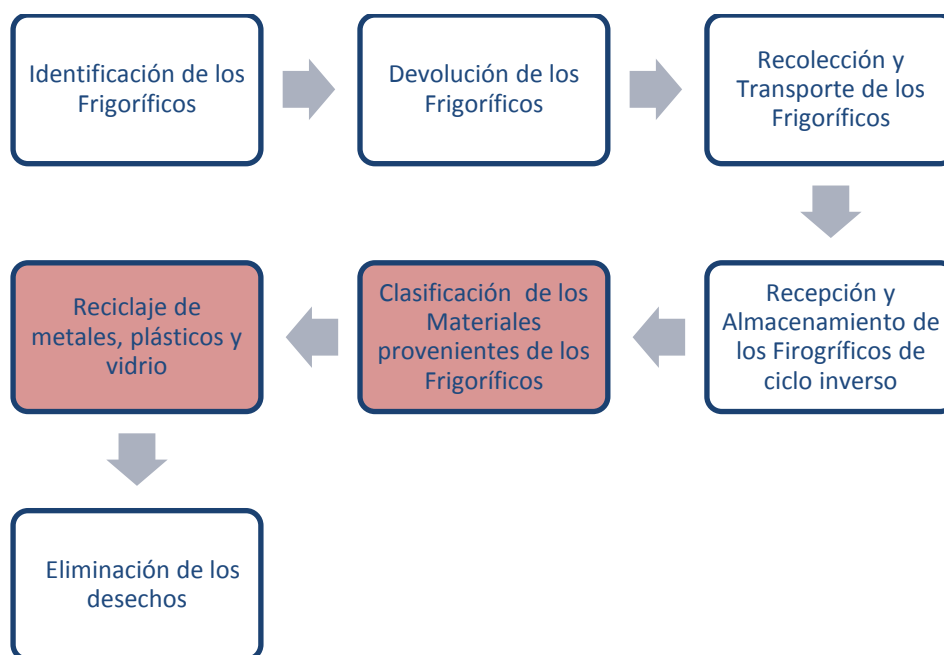 Identificación de los
Frigoríficos
Devolución de los
Frigoríficos
Recolección y
Transporte de los
Frigoríficos
Recepción y
Almacenamiento de
los Firogríficos de
ciclo inverso
Clasificación de los
Materiales
provenientes de los
Frigoríficos
Reciclaje de
metales, plásticos y
vidrio
Eliminación de los
desechos